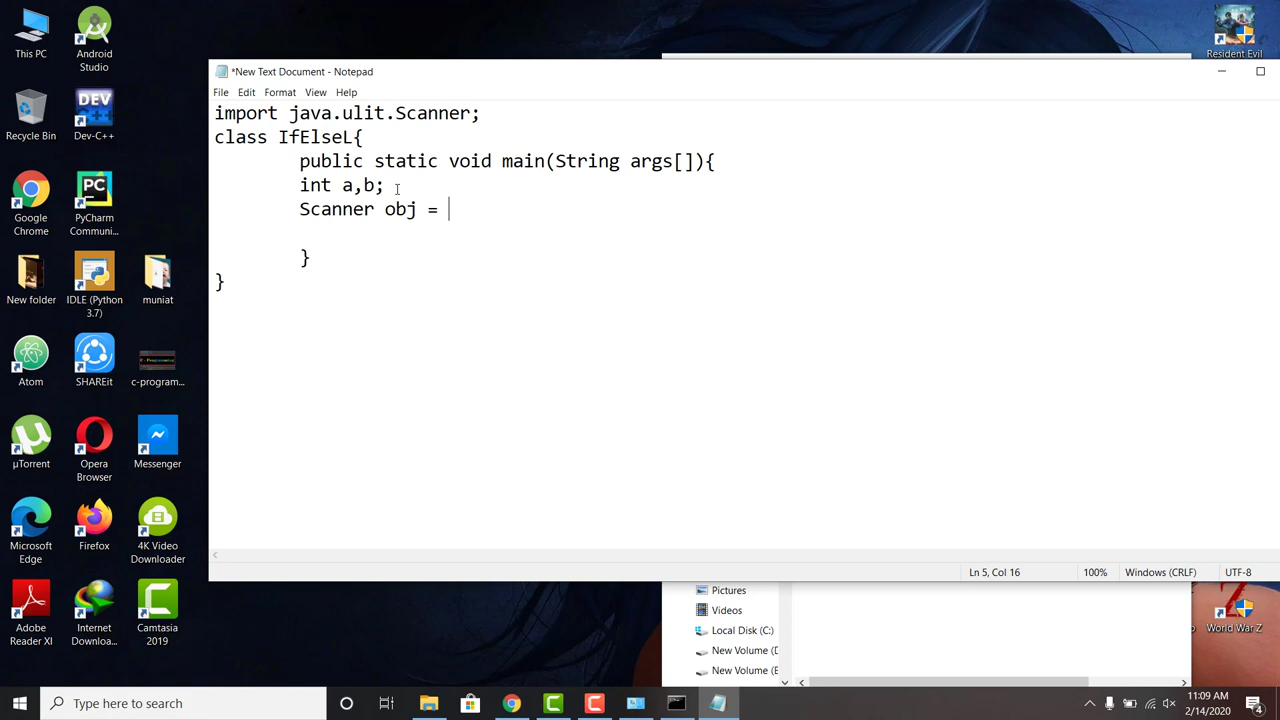 This PC
Android
Studio
Recycle Bin
Dev-C++
Google
Chrome
PyCharm
Communi...
New folder
IDLE (Python
3.7)
muniat
Atom
SHAREit
c-program...
µTorrent
Opera
Browser
Messenger
Microsoft
Edge
Firefox
4K Video
Downloader
Adobe
Reader XI
Internet
Downloa...
Camtasia
2019
Resident Evil
*New Text Document - Notepad
File Edit Format View Help
import java.ulit.Scanner;
class IfElseL{
public static void main(String args[]){
int a,b;
Scanner obj =
}
}
Ln 5, Col 16 100% Windows (CRLF) UTF-8
Pictures
Videos
Local Disk (C:)
New Volume (D
New Volume (E
World War Z
Type here to search
11:09 AM
2/14/2020
4